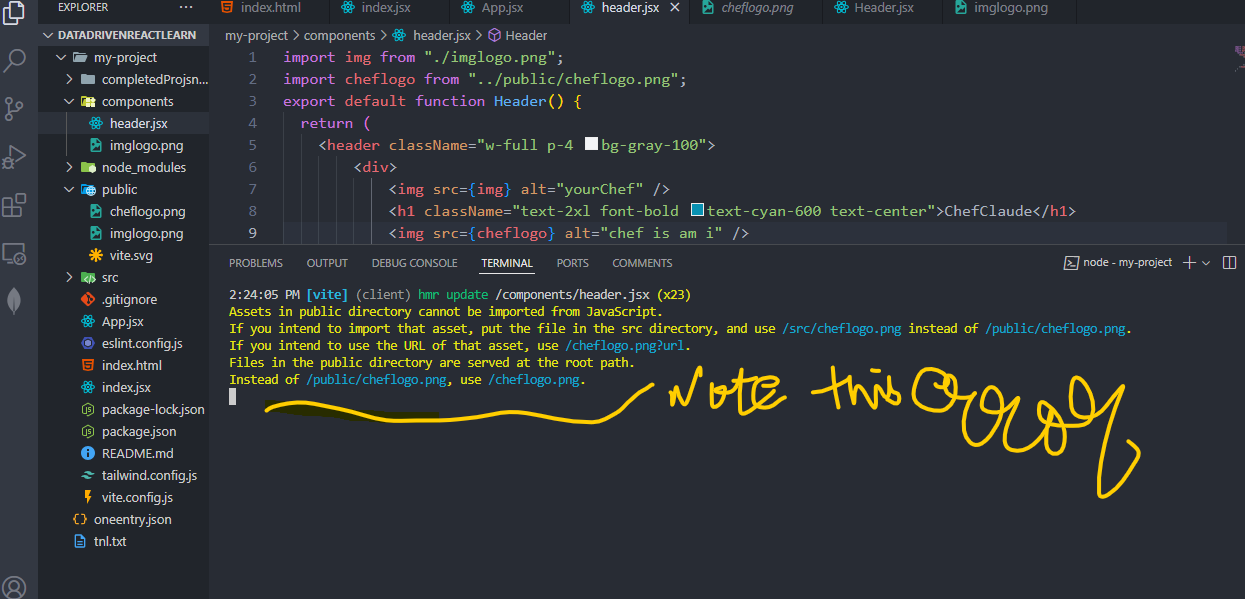 EXPLORER ...
index.html index.jsx App.jsx header.jsx cheflogo.png Header.jsx imglogo.png
DATADRIVENREACTLEARN
my-project
completedProjsn...
components
header.jsx
imglogo.png
node_modules
public
cheflogo.png
imglogo.png
vite.svg
src
.gitignore
App.jsx
eslint.config.js
index.html
index.jsx
package-lock.json
package.json
README.md
tailwind.config.js
vite.config.js
oneentry.json
tnl.txt
my-project > components > header.jsx > Header
1 import img from "./imglogo.png";
2 import cheflogo from "../public/cheflogo.png";
3 export default function Header() {
4 return (
5 <header className="w-full p-4 bg-gray-100">
6 <div>
7 <img src={img} alt="yourChef" />
8 <h1 className="text-2xl font-bold text-cyan-600 text-center">ChefClaude</h1>
9 <img src={cheflogo} alt="chef is am i" />
PROBLEMS OUTPUT DEBUG CONSOLE TERMINAL PORTS COMMENTS
node - my-project
2:24:05 PM [vite] (client) hmr update /components/header.jsx (x23)
Assets in public directory cannot be imported from JavaScript.
If you intend to import that asset, put the file in the src directory, and use /src/cheflogo.png instead of /public/cheflogo.png.
If you intend to use the URL of that asset, use /cheflogo.png?url.
Files in the public directory are served at the root path.
Instead of /public/cheflogo.png, use /cheflogo.png.
Note this